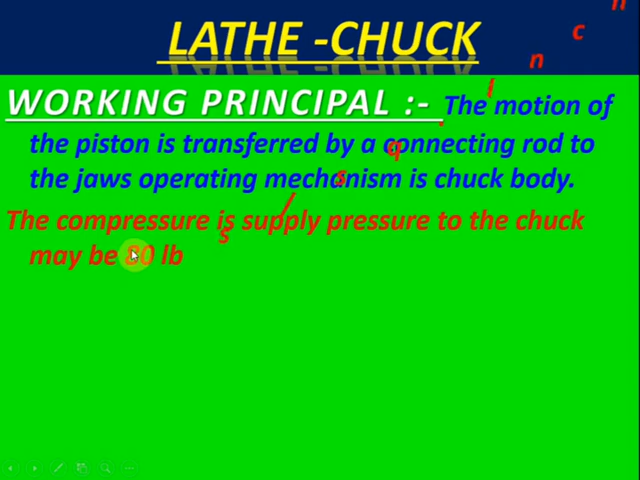 LATHE -CHUCK
WORKING PRINCIPAL :- The motion of
the piston is transferred by a connecting rod to
the jaws operating mechanism is chuck body.
The compressure is supply pressure to the chuck
may be 80 lb
s / s q . i n c h